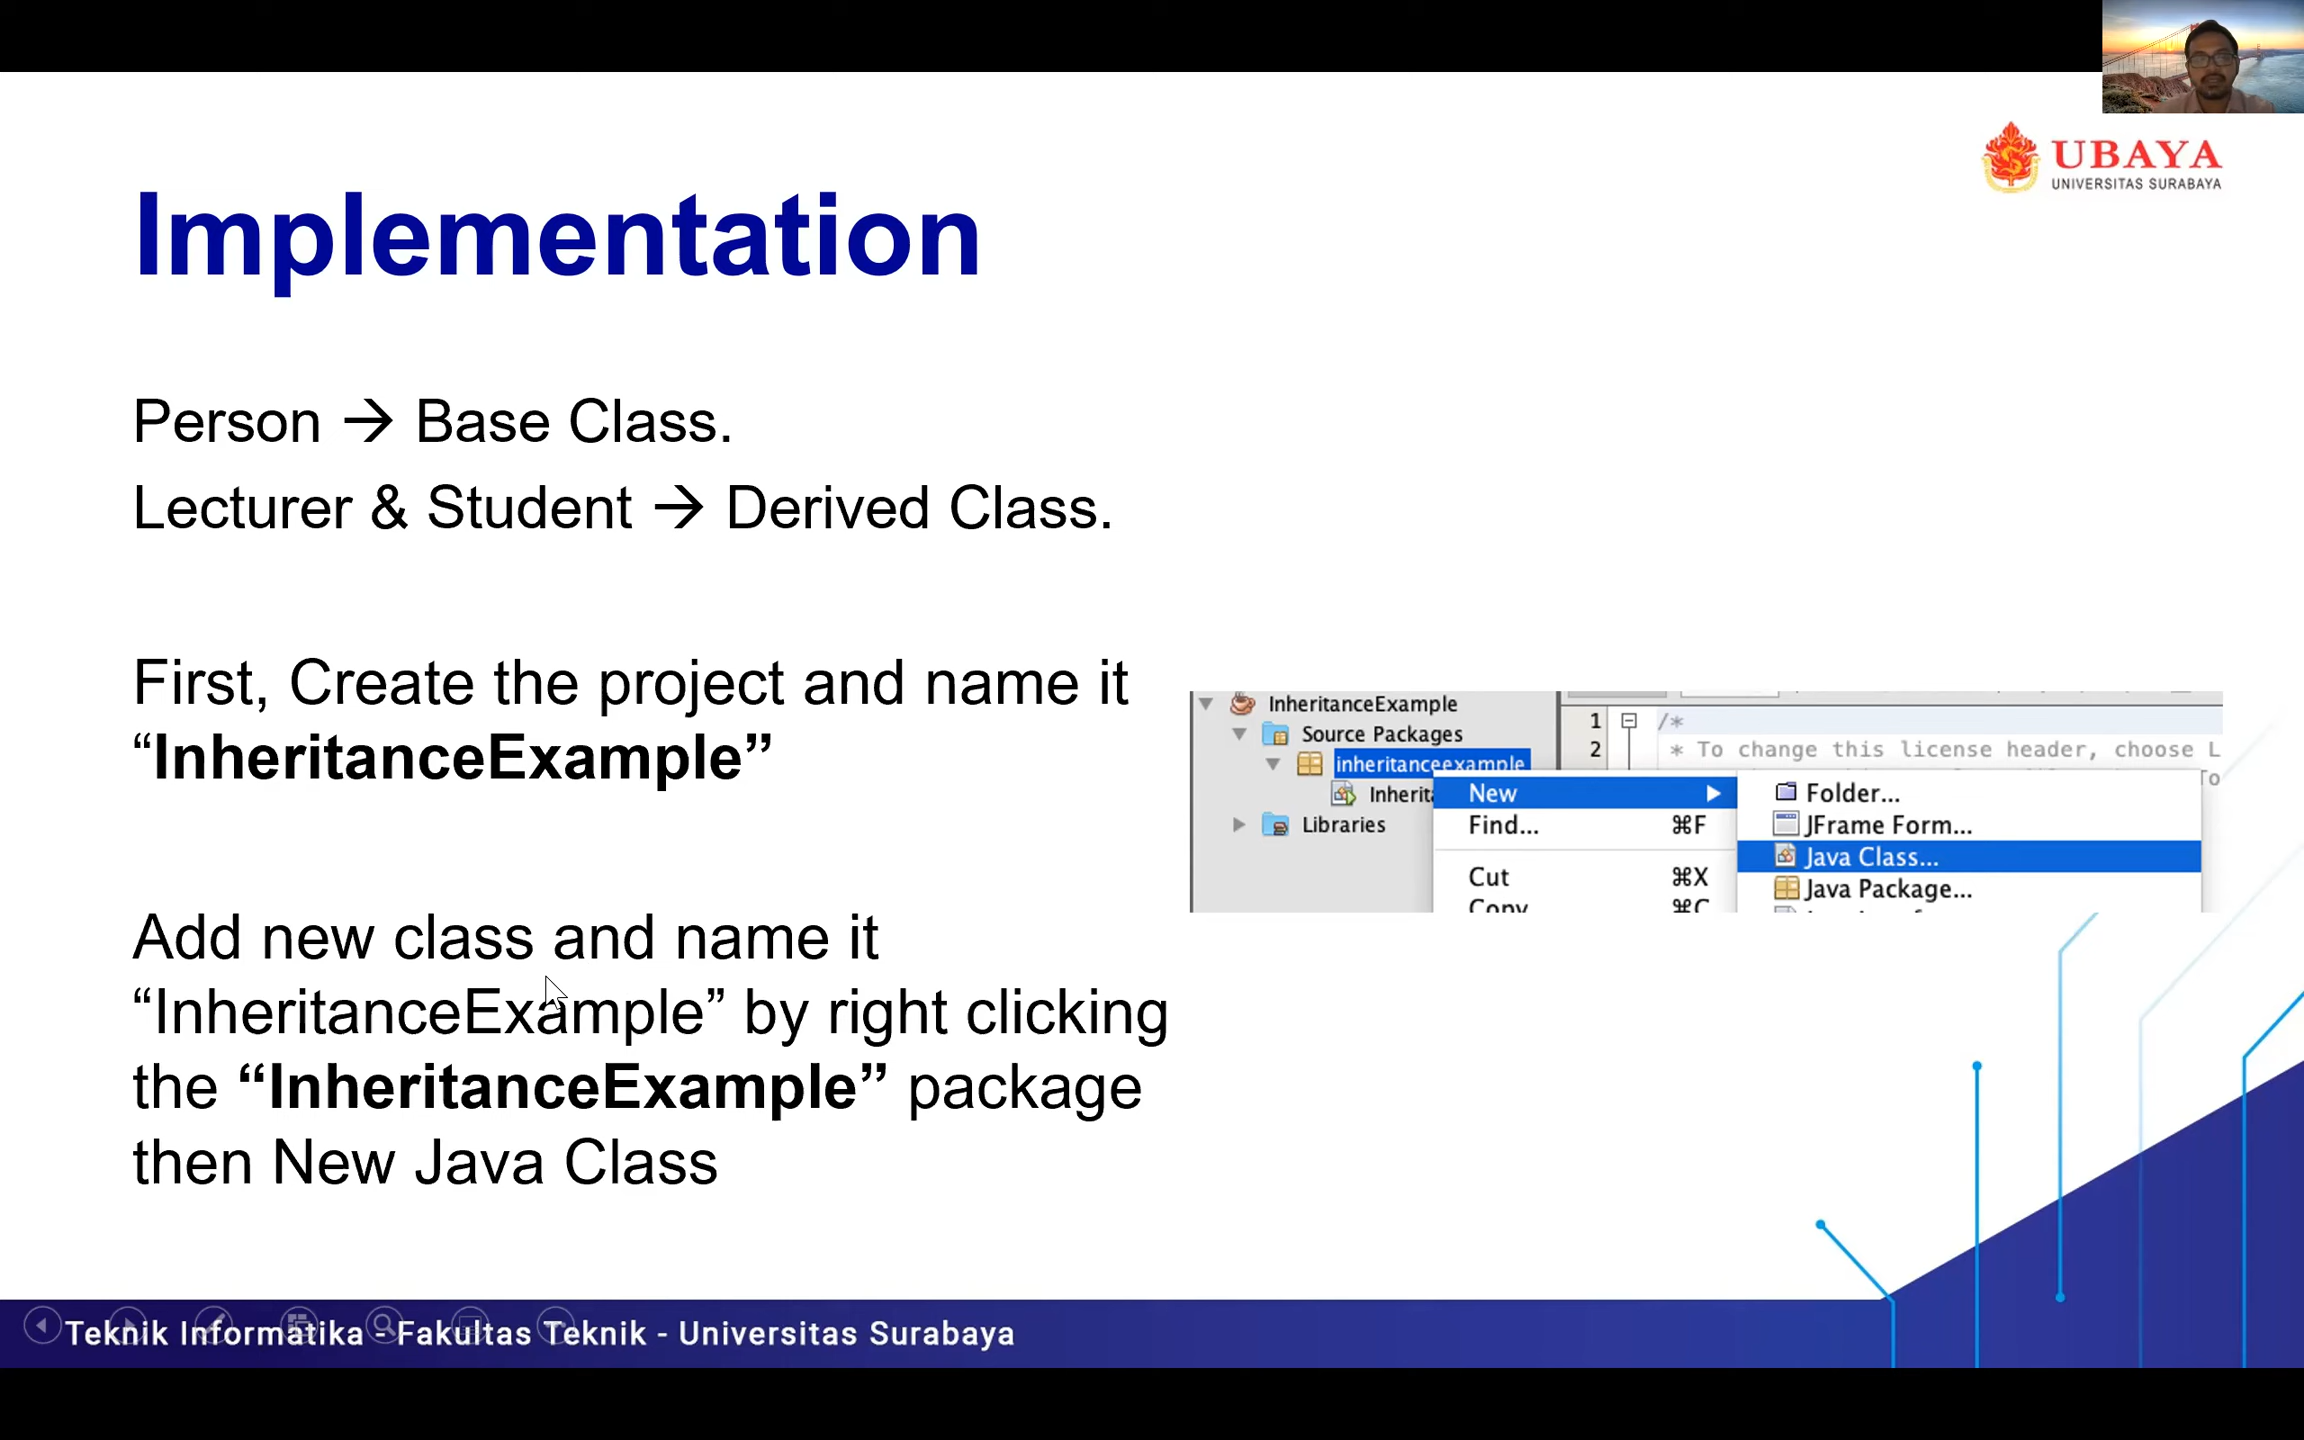 UBAYA
UNIVERSITAS SURABAYA
Implementation
Person → Base Class.
Lecturer & Student → Derived Class.
First, Create the project and name it
“InheritanceExample”
Add new class and name it
“InheritanceExample” by right clicking
the “InheritanceExample” package
then New Java Class
InheritanceExample
Source Packages
inheritanceexample
Inherit
Libraries
1 /*
2 * To change this license header, choose L
To
New
Find... ⌘F
Cut ⌘X
Copy ⌘C
Folder...
JFrame Form...
Java Class...
Java Package...
Teknik Informatika - Fakultas Teknik - Universitas Surabaya